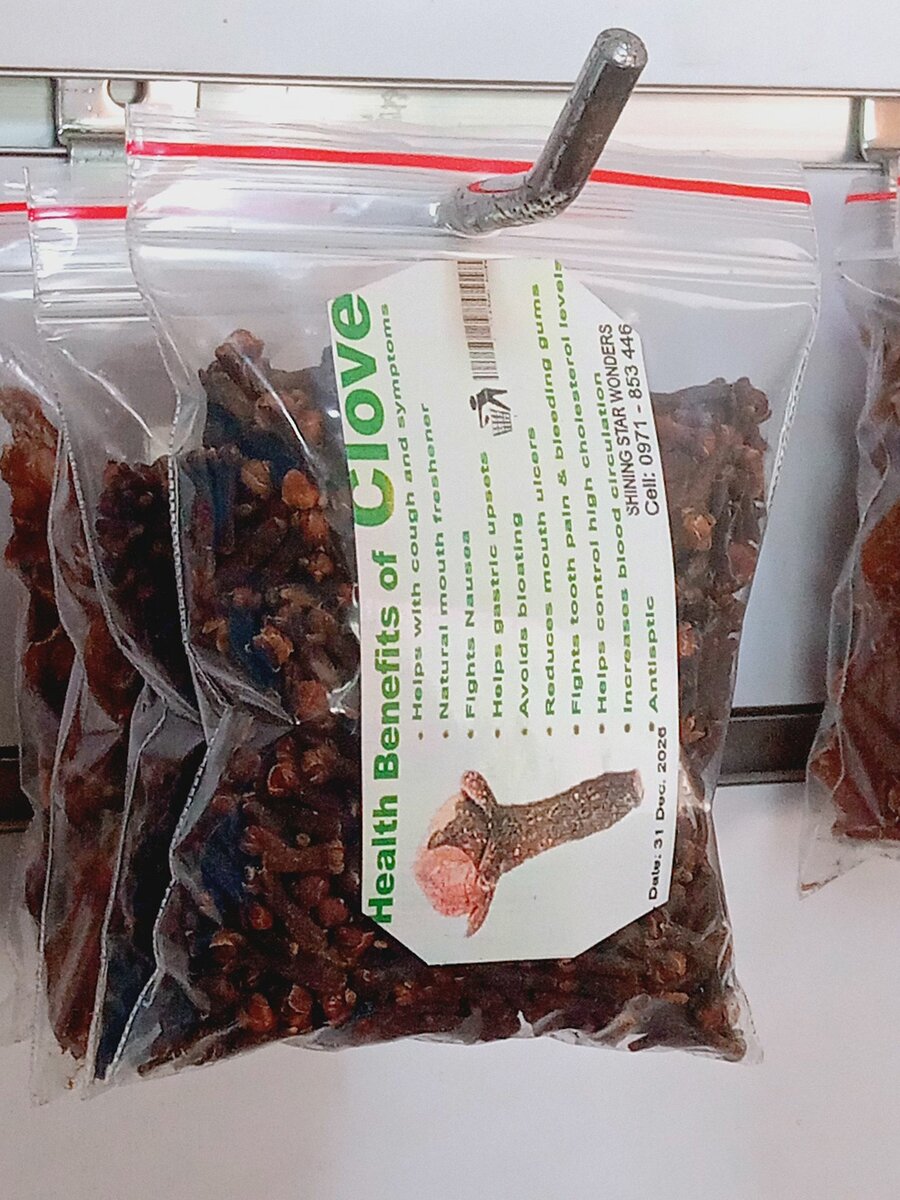 Health Benefits of Clove
• Helps with cough and symptoms
• Natural mouth freshener
• Fights Nausea
• Helps gastric upsets
• Avoids bloating
• Reduces mouth ulcers
• Fights tooth pain & bleeding gums
• Helps control high cholesterol levels
• Increases blood circulation
• Antiseptic
SHINING STAR WONDERS
Cell: 0971 - 853 446
Date: 31 Dec. 2026